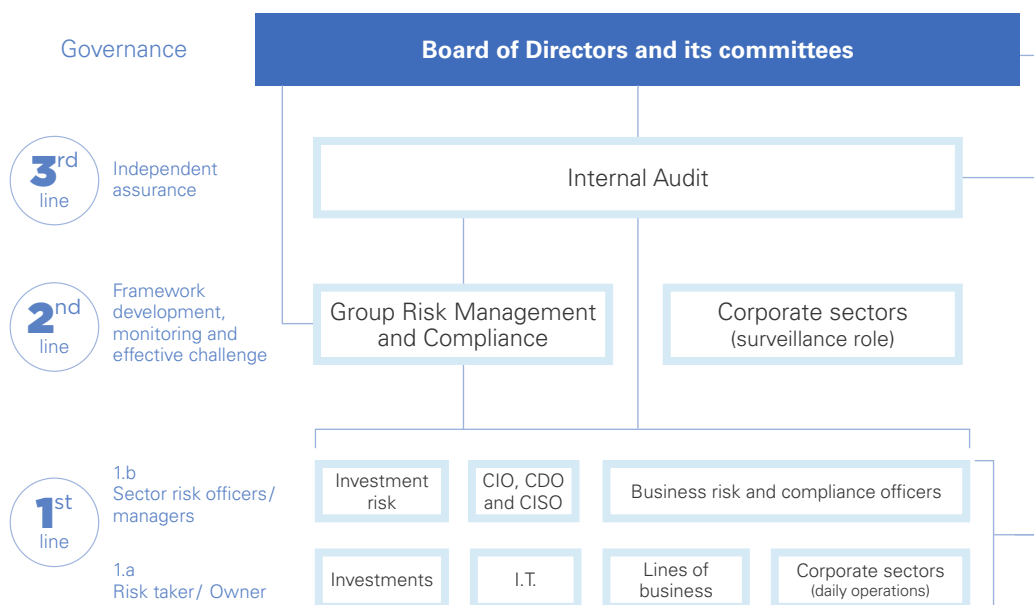 Governance
Board of Directors and its committees
3rd
line
Independent
assurance
Internal Audit
2nd
line
Framework
development,
monitoring and
effective challenge
Group Risk Management
and Compliance
Corporate sectors
(surveillance role)
1st
line
1.b
Sector risk officers/
managers
Investment
risk
CIO, CDO
and CISO
Business risk and compliance officers
1.a
Risk taker/ Owner
Investments
I.T.
Lines of
business
Corporate sectors
(daily operations)